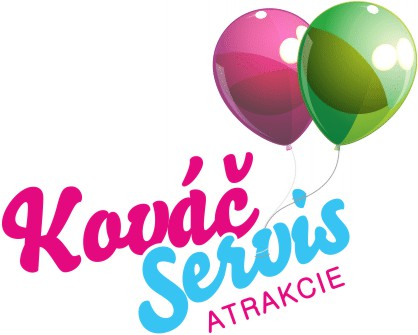 Kováč
Servis
ATRAKCIE